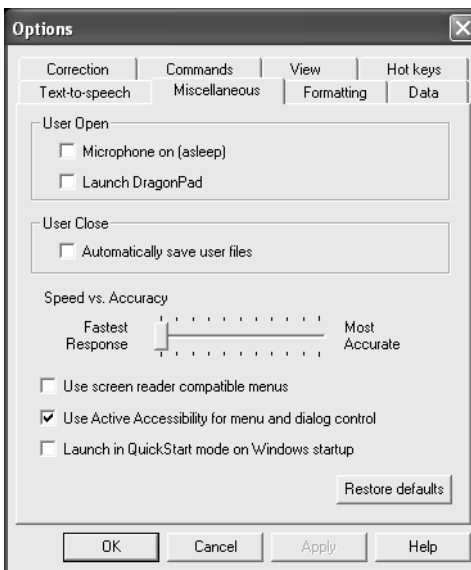 Options
Correction Commands View Hot keys
Text-to-speech Miscellaneous Formatting Data
User Open
Microphone on (asleep)
Launch DragonPad
User Close
Automatically save user files
Speed vs. Accuracy
Fastest Response Most Accurate
Use screen reader compatible menus
Use Active Accessibility for menu and dialog control
Launch in QuickStart mode on Windows startup
Restore defaults
OK Cancel Apply Help